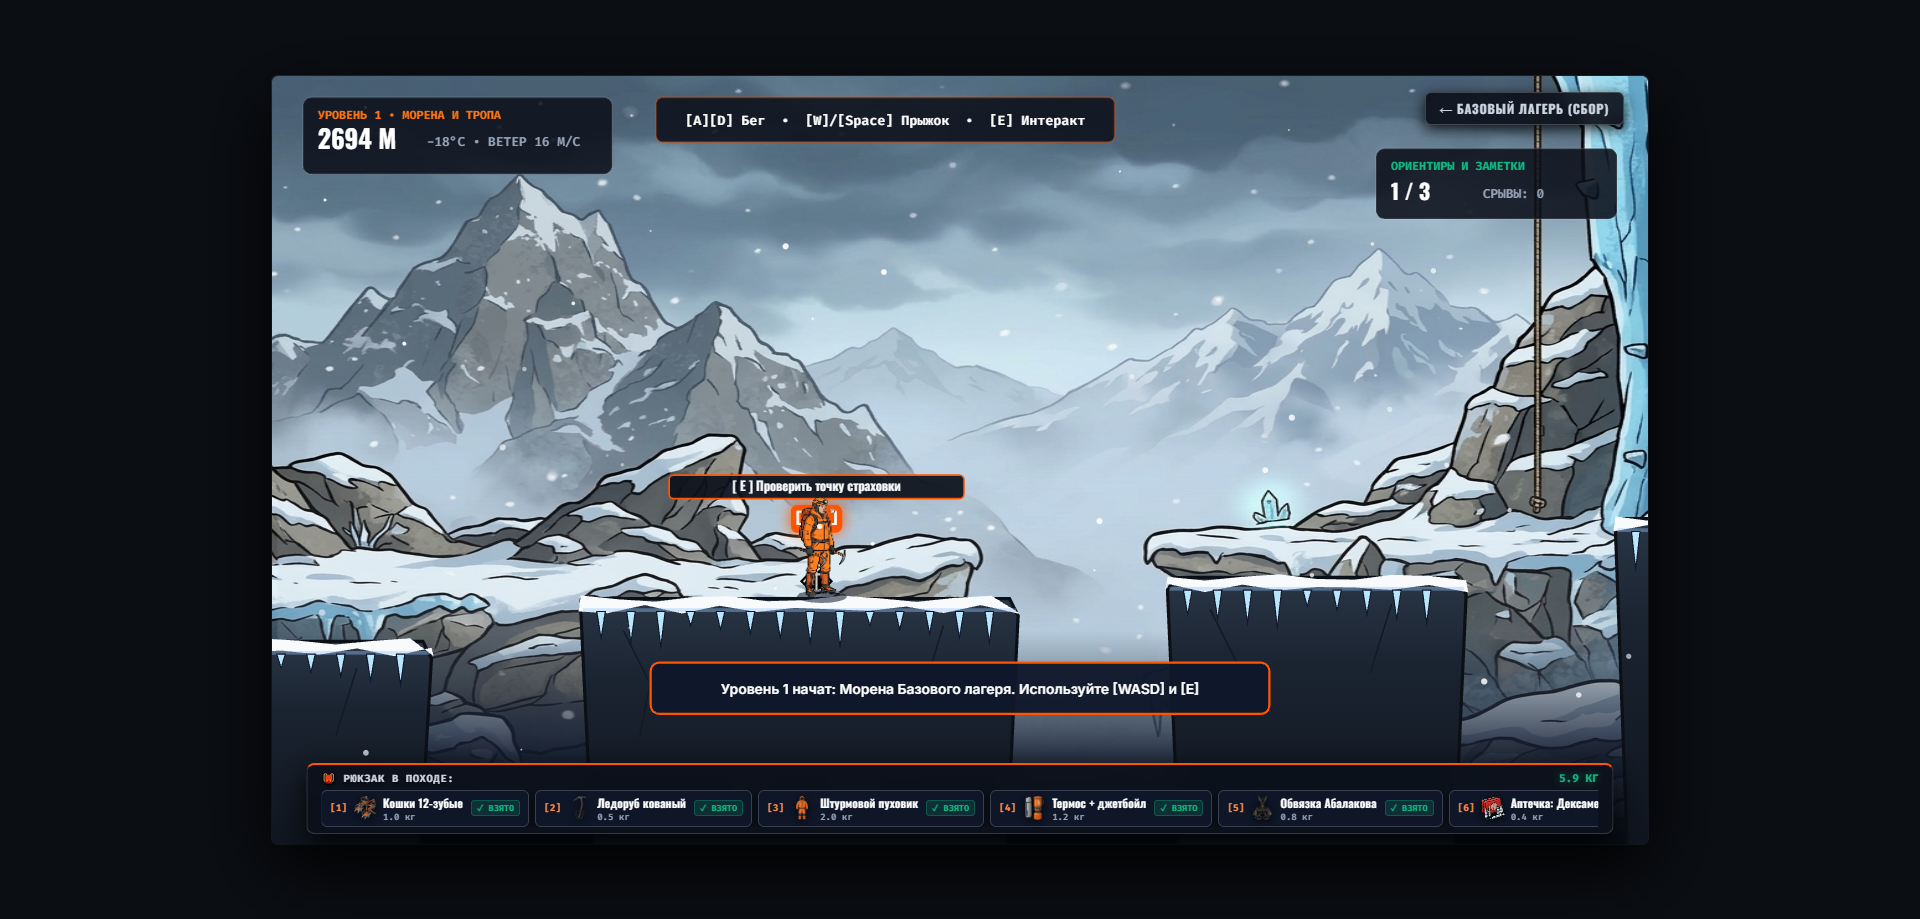 УРОВЕНЬ 1 • МОРЕНА И ТРОПА
2694 М
-18°C • ВЕТЕР 16 М/С
[A][D] Бег • [W]/[Space] Прыжок • [E] Интеракт
← БАЗОВЫЙ ЛАГЕРЬ (СБОР)
ОРИЕНТИРЫ И ЗАМЕТКИ
1 / 3
СРЫВЫ: 0
[ E ] Проверить точку страховки
Уровень 1 начат: Морена Базового лагеря. Используйте [WASD] и [E]
РЮКЗАК В ПОХОДЕ:
5.9 КГ
[1] Кошки 12-зубые
1.0 кг
✓ ВЗЯТО
[2] Ледоруб кованый
0.5 кг
✓ ВЗЯТО
[3] Штурмовой пуховик
2.0 кг
✓ ВЗЯТО
[4] Термос + джетбойл
1.2 кг
✓ ВЗЯТО
[5] Обвязка Абалакова
0.8 кг
✓ ВЗЯТО
[6] Аптечка: Дексаме
0.4 кг